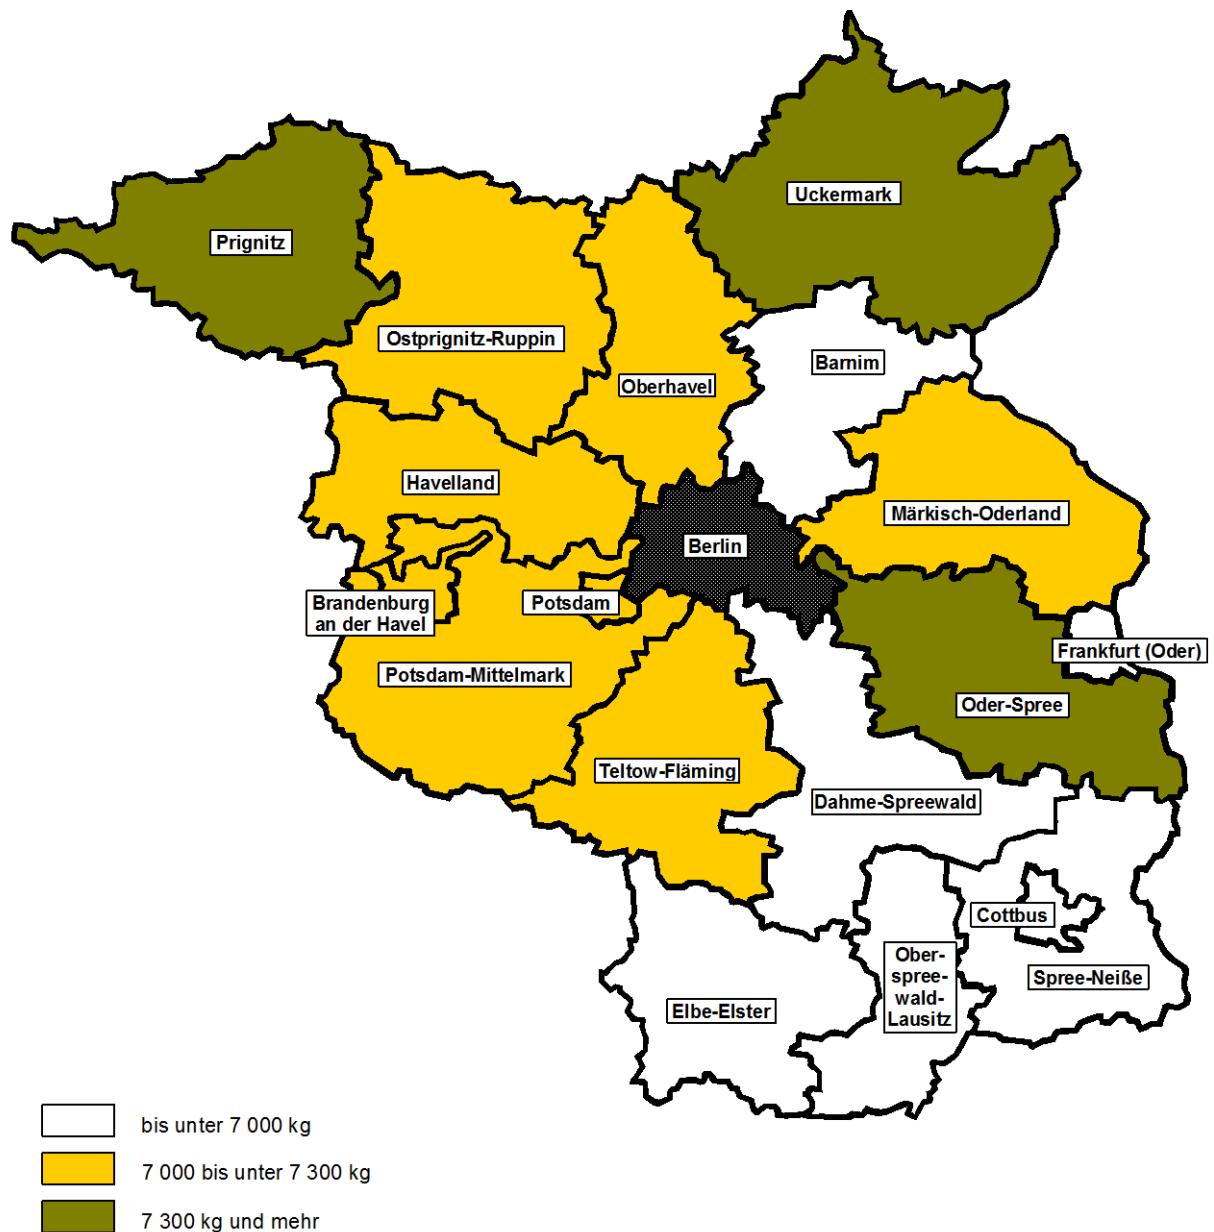 Uckermark
Prignitz
Ostprignitz-Ruppin
Barnim
Oberhavel
Havelland
Märkisch-Oderland
Berlin
Brandenburg
an der Havel
Potsdam
Frankfurt (Oder)
Potsdam-Mittelmark
Oder-Spree
Teltow-Fläming
Dahme-Spreewald
Cottbus
Ober-
spree-
wald-
Lausitz
Spree-Neiße
Elbe-Elster
bis unter 7 000 kg
7 000 bis unter 7 300 kg
7 300 kg und mehr